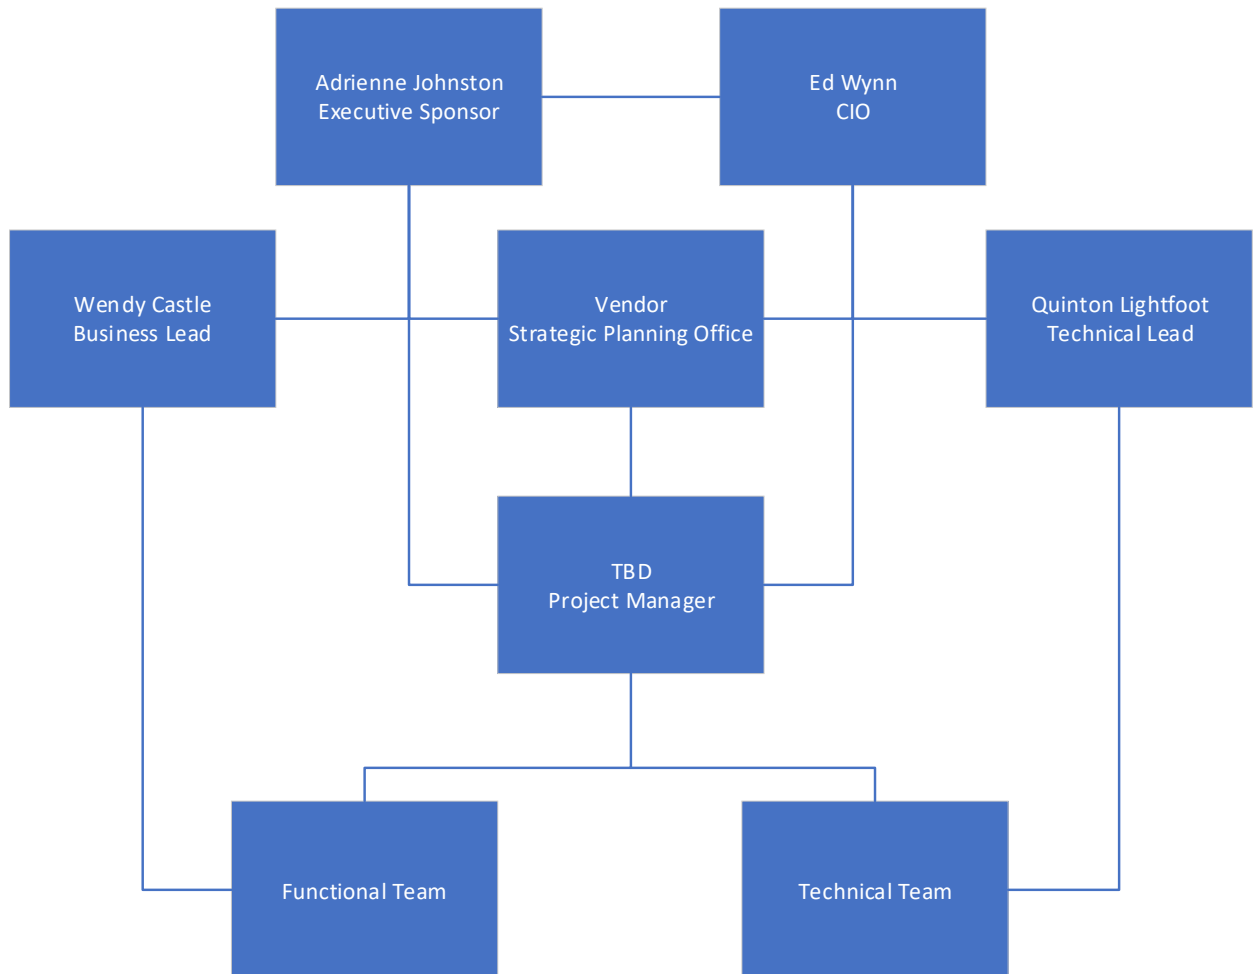 Adrienne Johnston
Executive Sponsor
Ed Wynn
CIO
Wendy Castle
Business Lead
Vendor
Strategic Planning Office
Quinton Lightfoot
Technical Lead
TBD
Project Manager
Functional Team
Technical Team